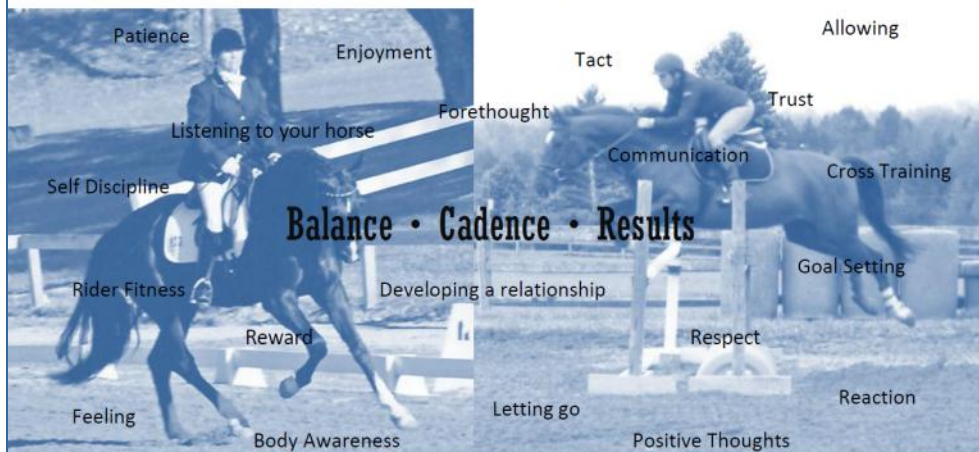 Patience
Enjoyment
Allowing
Tact
Trust
Forethought
Listening to your horse
Communication
Self Discipline
Cross Training
Balance • Cadence • Results
Goal Setting
Rider Fitness
Developing a relationship
Reward
Respect
Reaction
Letting go
Feeling
Body Awareness
Positive Thoughts